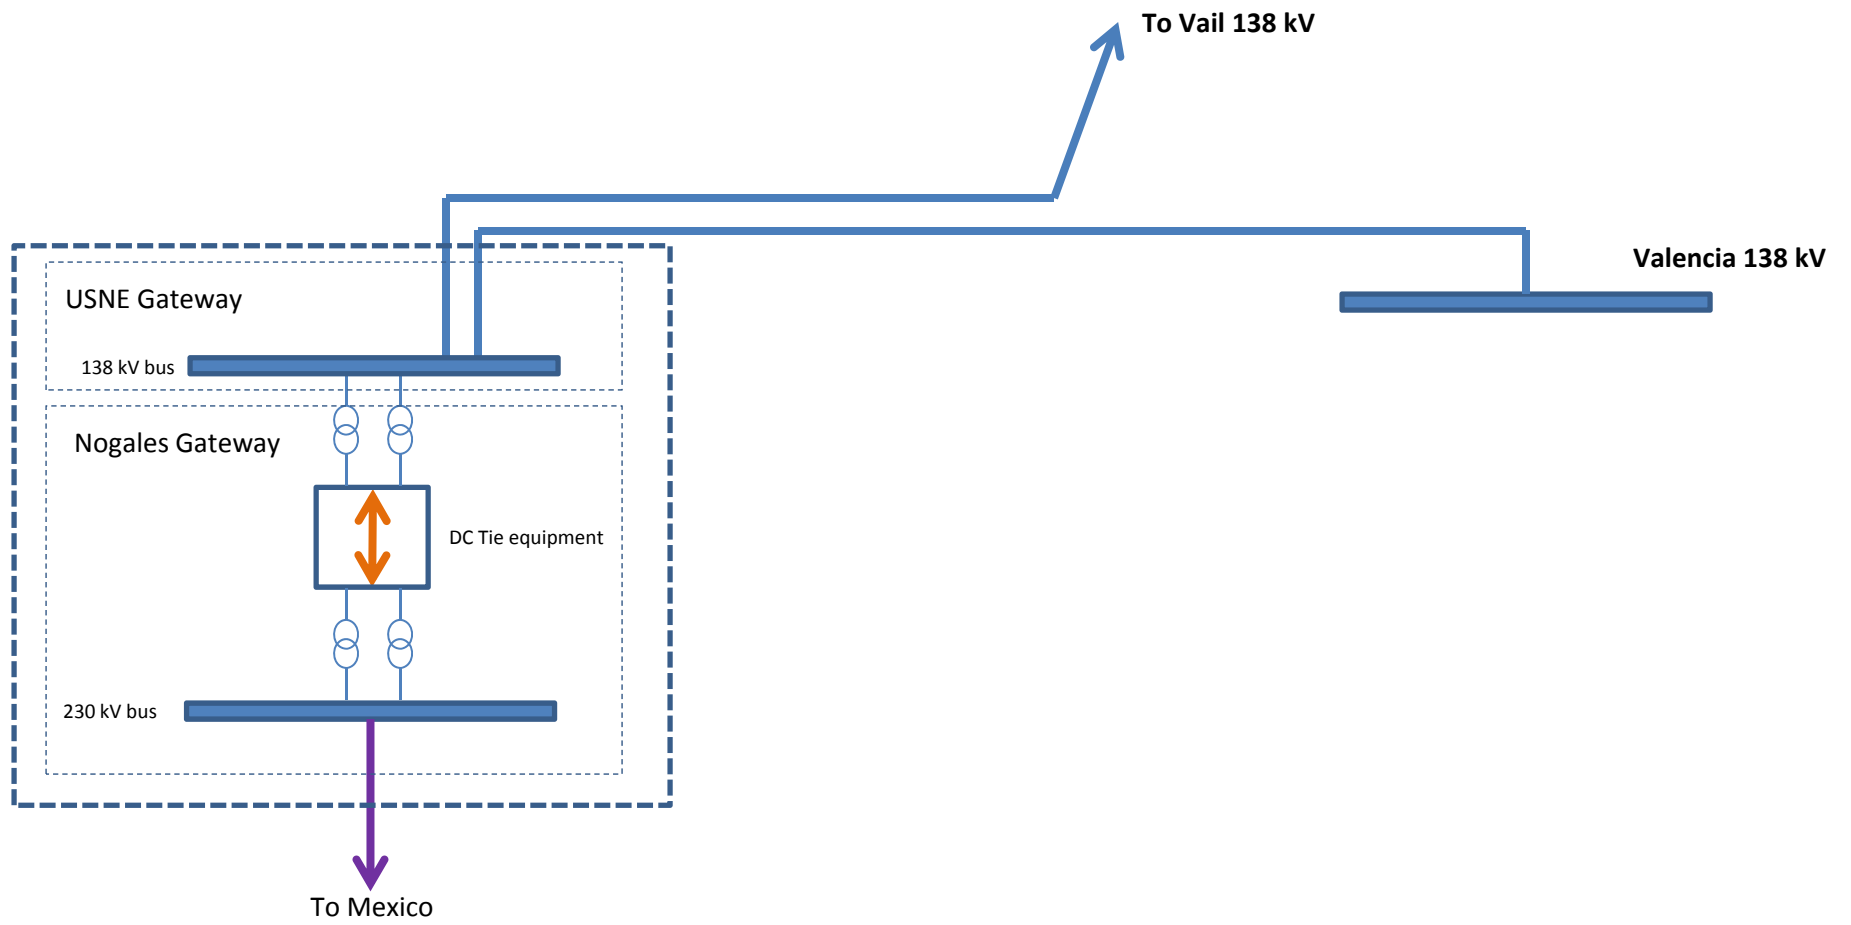 To Vail 138 kV
Valencia 138 kV
USNE Gateway
138 kV bus
Nogales Gateway
DC Tie equipment
230 kV bus
To Mexico